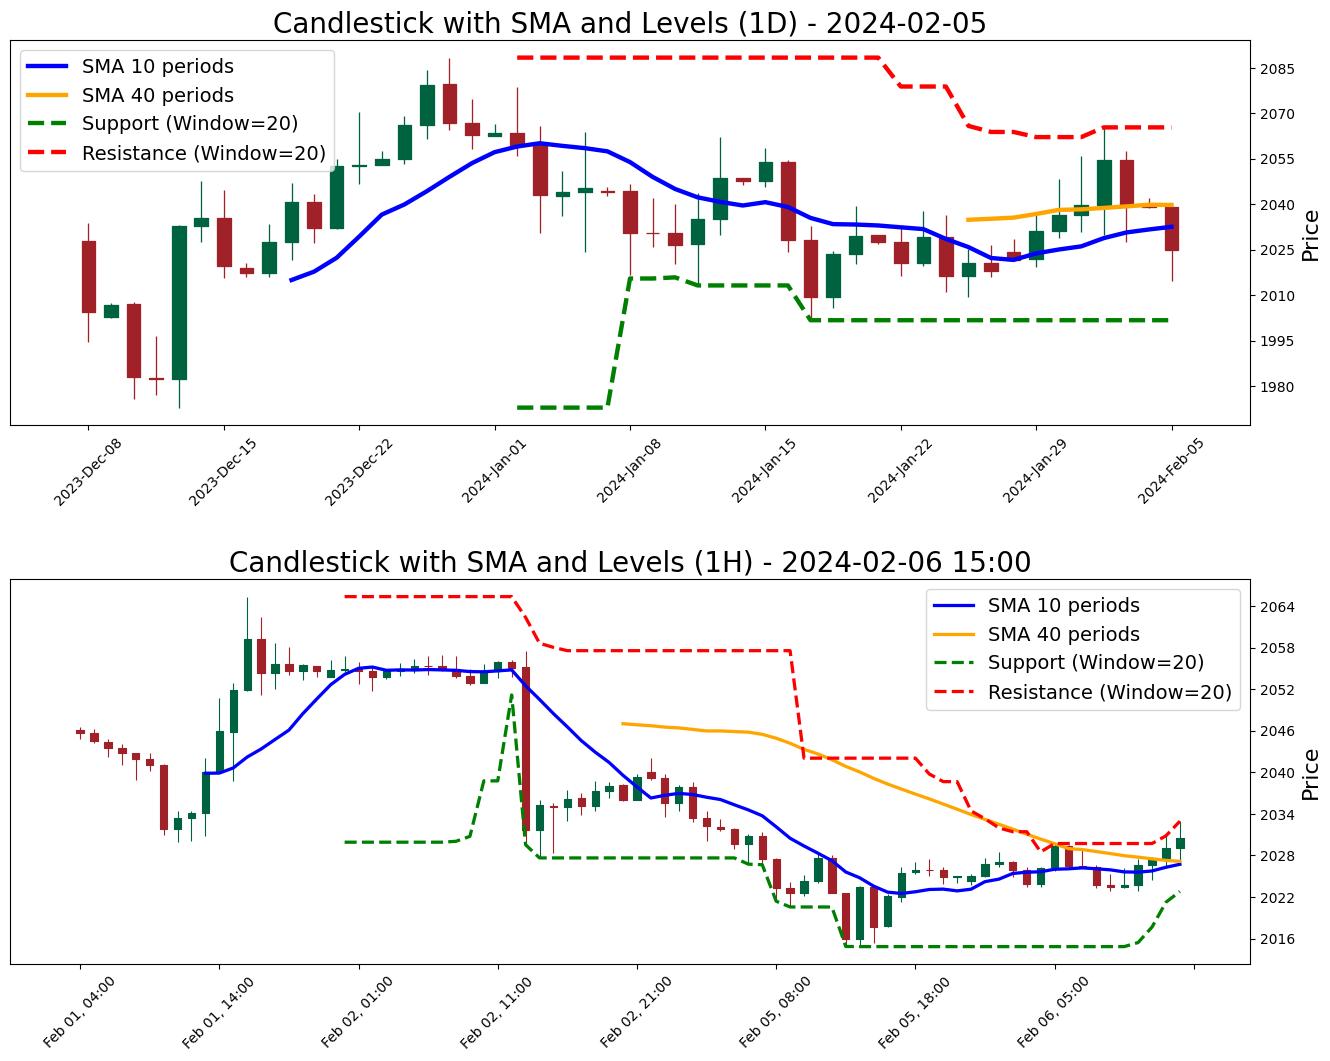 Candlestick with SMA and Levels (1D) - 2024-02-05
SMA 10 periods
SMA 40 periods
Support (Window=20)
Resistance (Window=20)
2085
2070
2055
2040
2025
2010
1995
1980
Price
2023-Dec-08
2023-Dec-15
2023-Dec-22
2024-Jan-01
2024-Jan-08
2024-Jan-15
2024-Jan-22
2024-Jan-29
2024-Feb-05
Candlestick with SMA and Levels (1H) - 2024-02-06 15:00
SMA 10 periods
SMA 40 periods
Support (Window=20)
Resistance (Window=20)
2064
2058
2052
2046
2040
2034
2028
2022
2016
Price
Feb 01, 04:00
Feb 01, 14:00
Feb 02, 01:00
Feb 02, 11:00
Feb 02, 21:00
Feb 05, 08:00
Feb 05, 18:00
Feb 06, 05:00